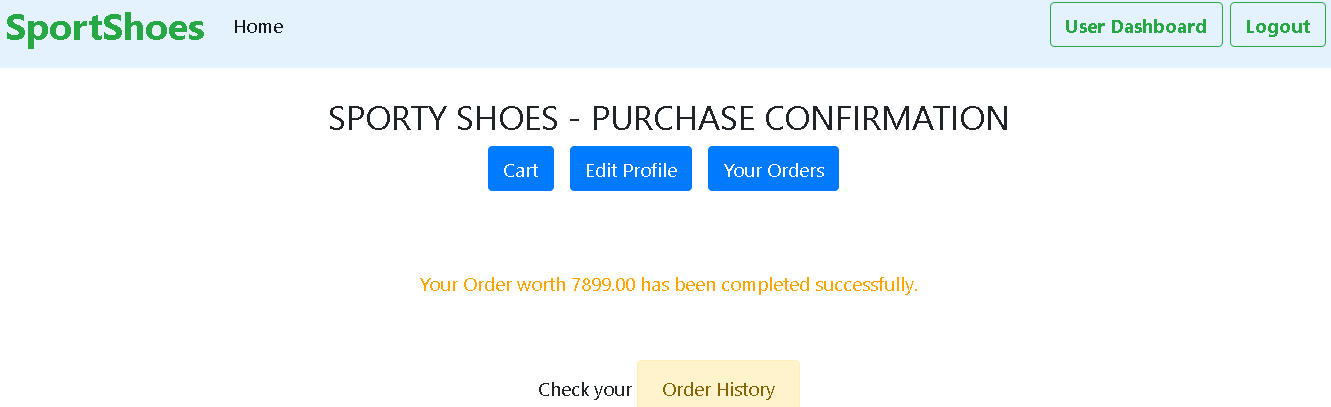 SportShoes Home User Dashboard Logout
SPORTY SHOES - PURCHASE CONFIRMATION
Cart Edit Profile Your Orders
Your Order worth 7899.00 has been completed successfully.
Check your Order History